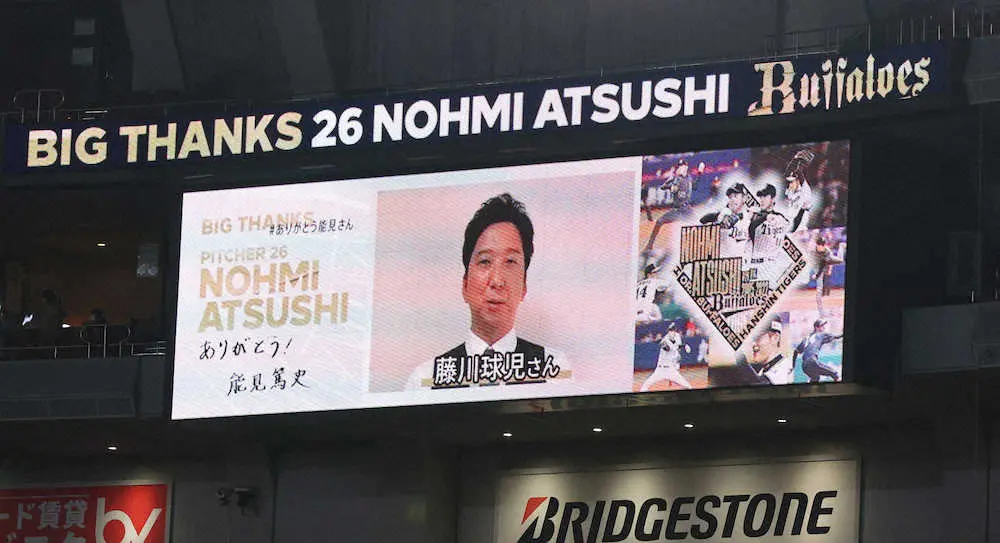 BIG THANKS 26 NOHMI ATSUSHI Buffaloes
BIG THANKS
#ありがとう能見さん
PITCHER 26
NOHMI
ATSUSHI
ありがとう!
能見篤史
藤川球児さん
NOHMI
ATSUSHI
Buffaloes
HANSHIN TIGERS
ード賃貸
by
BRIDGESTONE